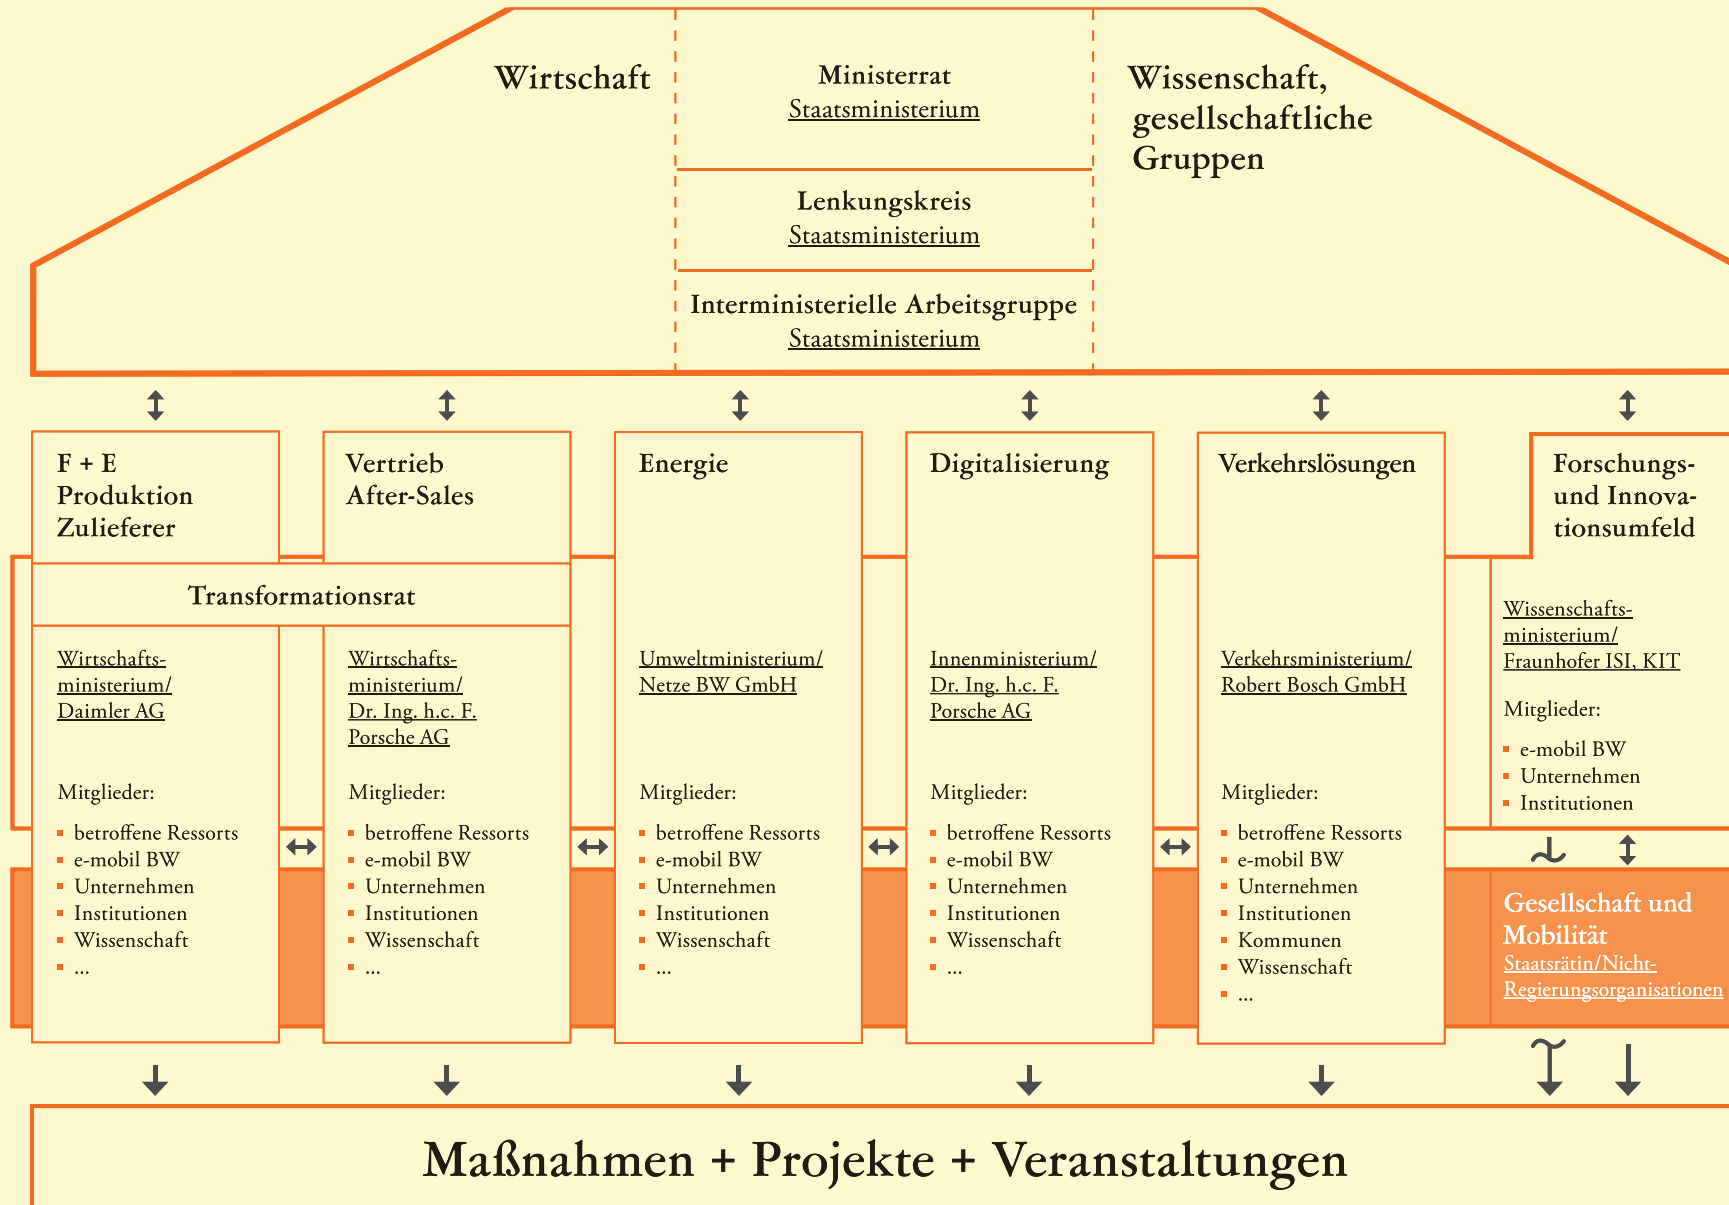 Wirtschaft
Ministerrat
Staatsministerium
Lenkungskreis
Staatsministerium
Interministerielle Arbeitsgruppe
Staatsministerium
Wissenschaft,
gesellschaftliche
Gruppen
F + E
Produktion
Zulieferer
Vertrieb
After-Sales
Transformationsrat
Wirtschafts-
ministerium/
Daimler AG
Mitglieder:
betroffene Ressorts
e-mobil BW
Unternehmen
Institutionen
Wissenschaft
...
Wirtschafts-
ministerium/
Dr. Ing. h.c. F.
Porsche AG
Mitglieder:
betroffene Ressorts
e-mobil BW
Unternehmen
Institutionen
Wissenschaft
...
Energie
Umweltministerium/
Netze BW GmbH
Mitglieder:
betroffene Ressorts
e-mobil BW
Unternehmen
Institutionen
Wissenschaft
...
Digitalisierung
Innenministerium/
Dr. Ing. h.c. F.
Porsche AG
Mitglieder:
betroffene Ressorts
e-mobil BW
Unternehmen
Institutionen
Wissenschaft
...
Verkehrslösungen
Verkehrsministerium/
Robert Bosch GmbH
Mitglieder:
betroffene Ressorts
e-mobil BW
Unternehmen
Institutionen
Kommunen
Wissenschaft
...
Forschungs-
und Innova-
tionsumfeld
Wissenschafts-
ministerium/
Fraunhofer ISI, KIT
Mitglieder:
e-mobil BW
Unternehmen
Institutionen
Gesellschaft und
Mobilität
Staatsrätin/Nicht-
Regierungsorganisationen
Maßnahmen + Projekte + Veranstaltungen